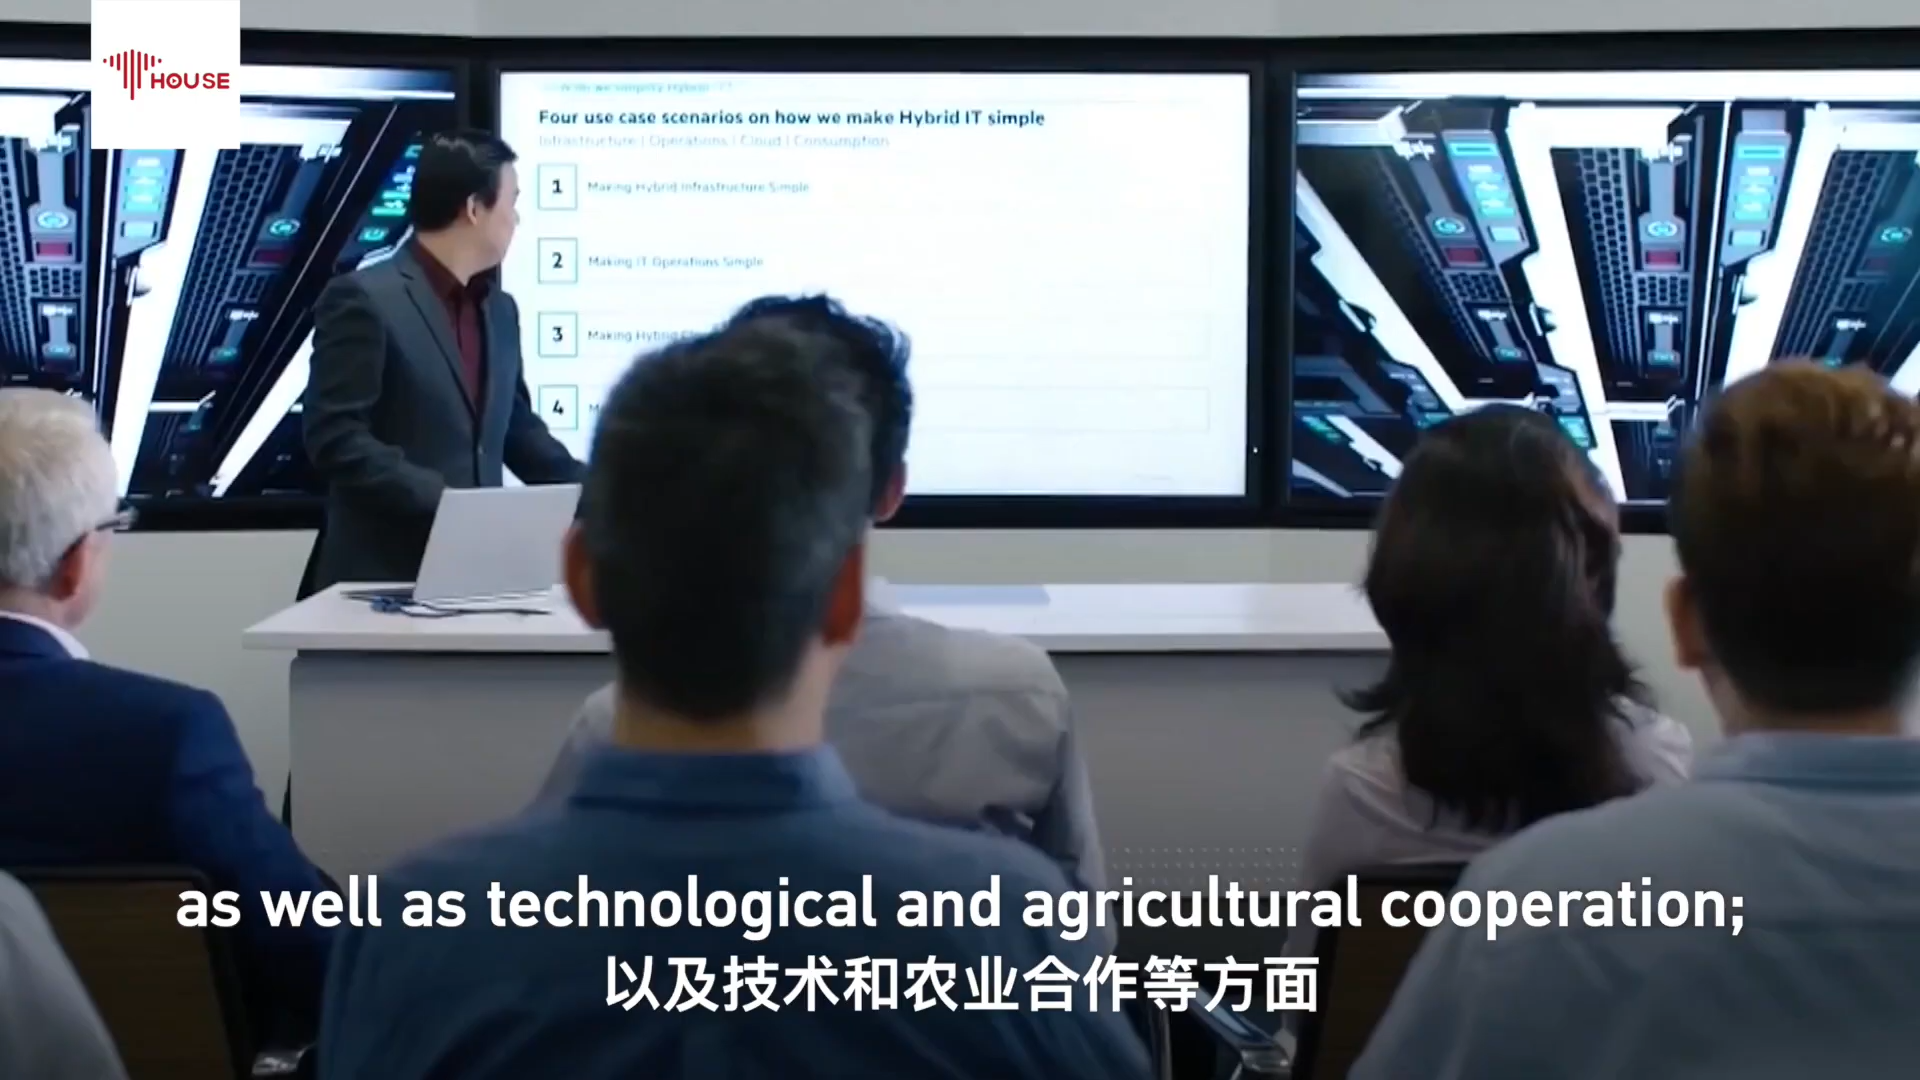 HOUSE
Four use case scenarios on how we make Hybrid IT simple
Infrastructure | Operations | Cloud | Consumption
1 Making Hybrid Infrastructure Simple
2 Making IT Operations Simple
3 Making Hybrid
4
as well as technological and agricultural cooperation;
以及技术和农业合作等方面